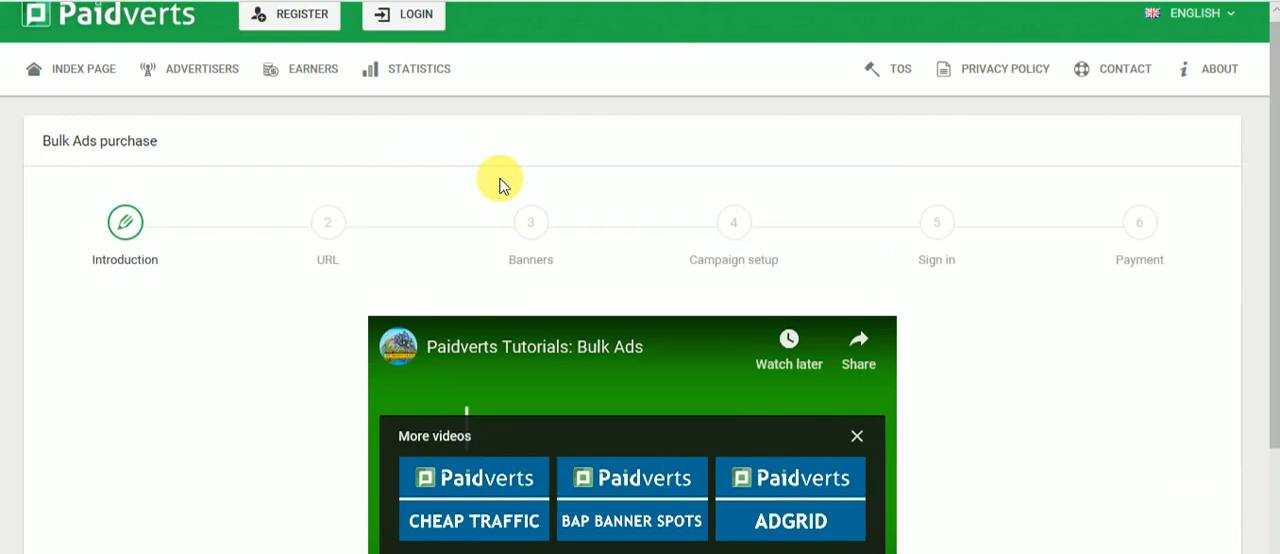 Paidverts
REGISTER
LOGIN
ENGLISH
INDEX PAGE
ADVERTISERS
EARNERS
STATISTICS
TOS
PRIVACY POLICY
CONTACT
ABOUT
Bulk Ads purchase
2
3
4
5
6
Introduction
URL
Banners
Campaign setup
Sign in
Payment
Paidverts Tutorials: Bulk Ads
Watch later
Share
More videos
Paidverts
Paidverts
Paidverts
CHEAP TRAFFIC
BAP BANNER SPOTS
ADGRID